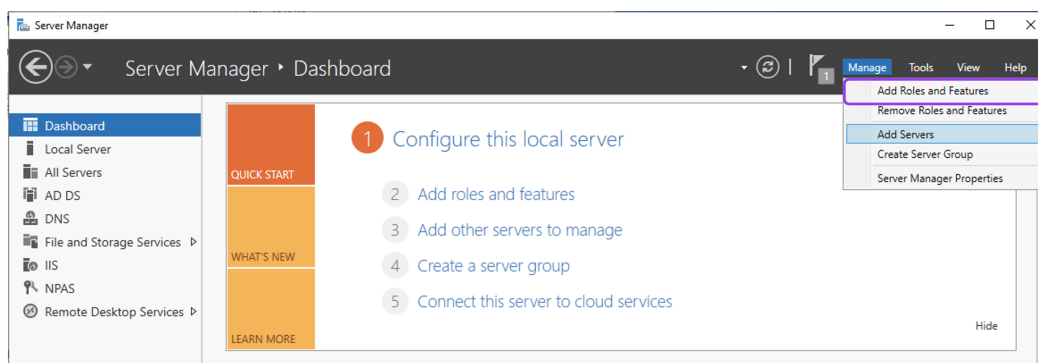 Server Manager
Server Manager • Dashboard
1
Manage Tools View Help
Add Roles and Features
Remove Roles and Features
Add Servers
Create Server Group
Server Manager Properties
Dashboard
Local Server
All Servers
AD DS
DNS
File and Storage Services
IIS
NPAS
Remote Desktop Services
QUICK START
WHAT'S NEW
LEARN MORE
1 Configure this local server
2 Add roles and features
3 Add other servers to manage
4 Create a server group
5 Connect this server to cloud services
Hide